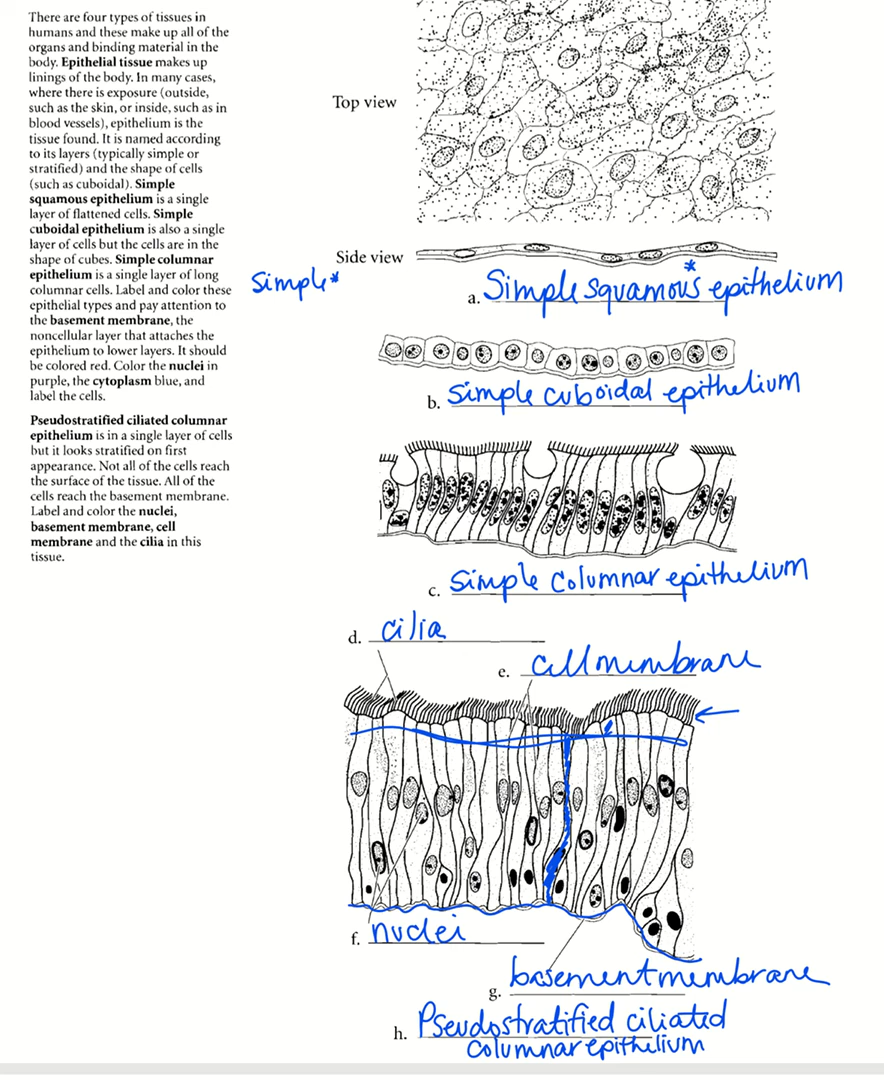 There are four types of tissues in
humans and these make up all of the
organs and binding material in the
body. Epithelial tissue makes up
linings of the body. In many cases,
where there is exposure (outside,
such as the skin, or inside, such as in
blood vessels), epithelium is the
tissue found. It is named according
to its layers (typically simple or
stratified) and the shape of cells
(such as cuboidal). Simple
squamous epithelium is a single
layer of flattened cells. Simple
cuboidal epithelium is also a single
layer of cells but the cells are in the
shape of cubes. Simple columnar
epithelium is a single layer of long
columnar cells. Label and color these
epithelial types and pay attention to
the basement membrane, the
noncellular layer that attaches the
epithelium to lower layers. It should
be colored red. Color the nuclei in
purple, the cytoplasm blue, and
label the cells.
Pseudostratified ciliated columnar
epithelium is in a single layer of cells
but it looks stratified on first
appearance. Not all of the cells reach
the surface of the tissue. All of the
cells reach the basement membrane.
Label and color the nuclei,
basement membrane, cell
membrane and the cilia in this
tissue.
Top view
Side view
Simple*
a. Simple squamous* epithelium
b. Simple cuboidal epithelium
c. Simple columnar epithelium
d. cilia
e. cell membrane
f. nuclei
g. basement membrane
h. Pseudostratified ciliated
columnar epithelium